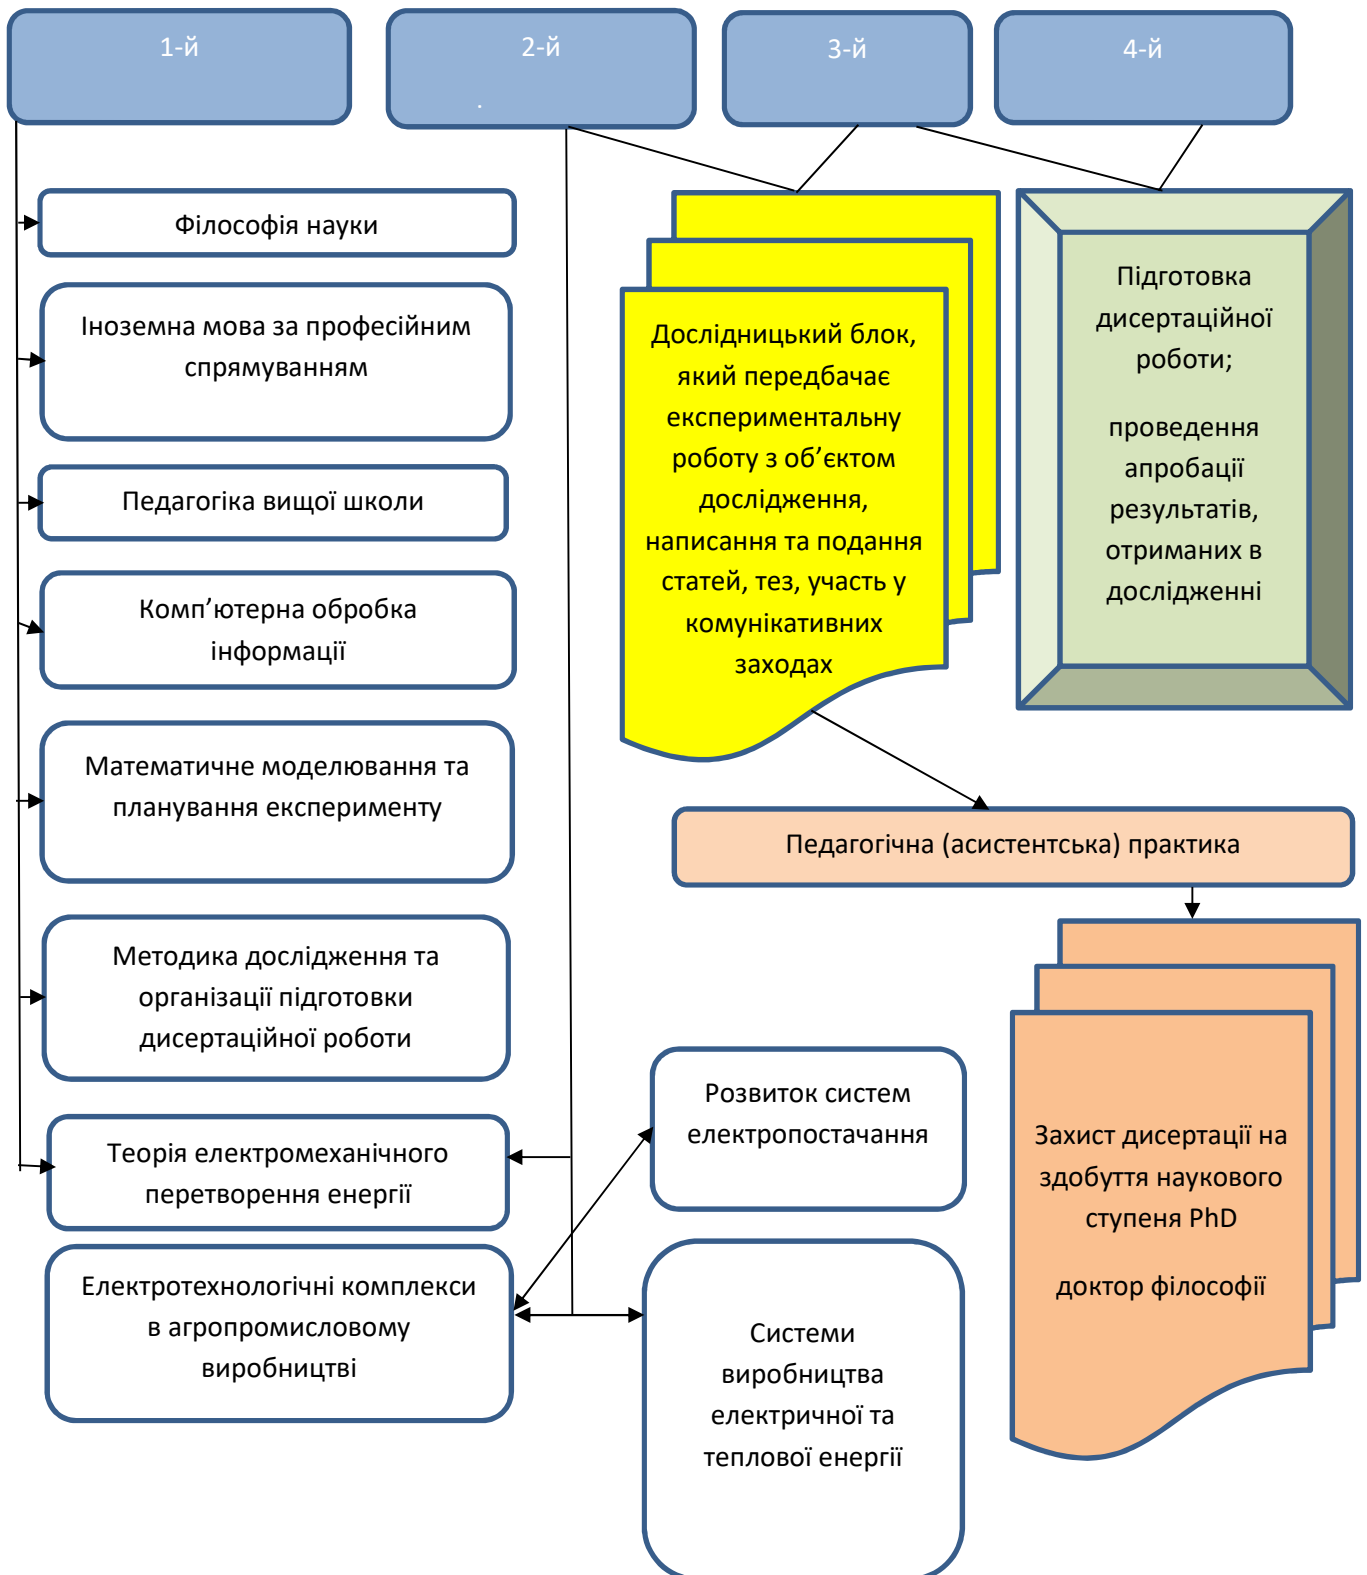 1-й
2-й
.
3-й
4-й
Філософія науки
Іноземна мова за професійним
спрямуванням
Педагогіка вищої школи
Комп’ютерна обробка
інформації
Математичне моделювання та
планування експерименту
Методика дослідження та
організації підготовки
дисертаційної роботи
Теорія електромеханічного
перетворення енергії
Електротехнологічні комплекси
в агропромисловому
виробництві
Дослідницький блок,
який передбачає
експериментальну
роботу з об’єктом
дослідження,
написання та подання
статей, тез, участь у
комунікативних
заходах
Підготовка
дисертаційної
роботи;
проведення
апробації
результатів,
отриманих в
дослідженні
Педагогічна (асистентська) практика
Розвиток систем
електропостачання
Системи
виробництва
електричної та
теплової енергії
Захист дисертації на
здобуття наукового
ступеня PhD
доктор філософії